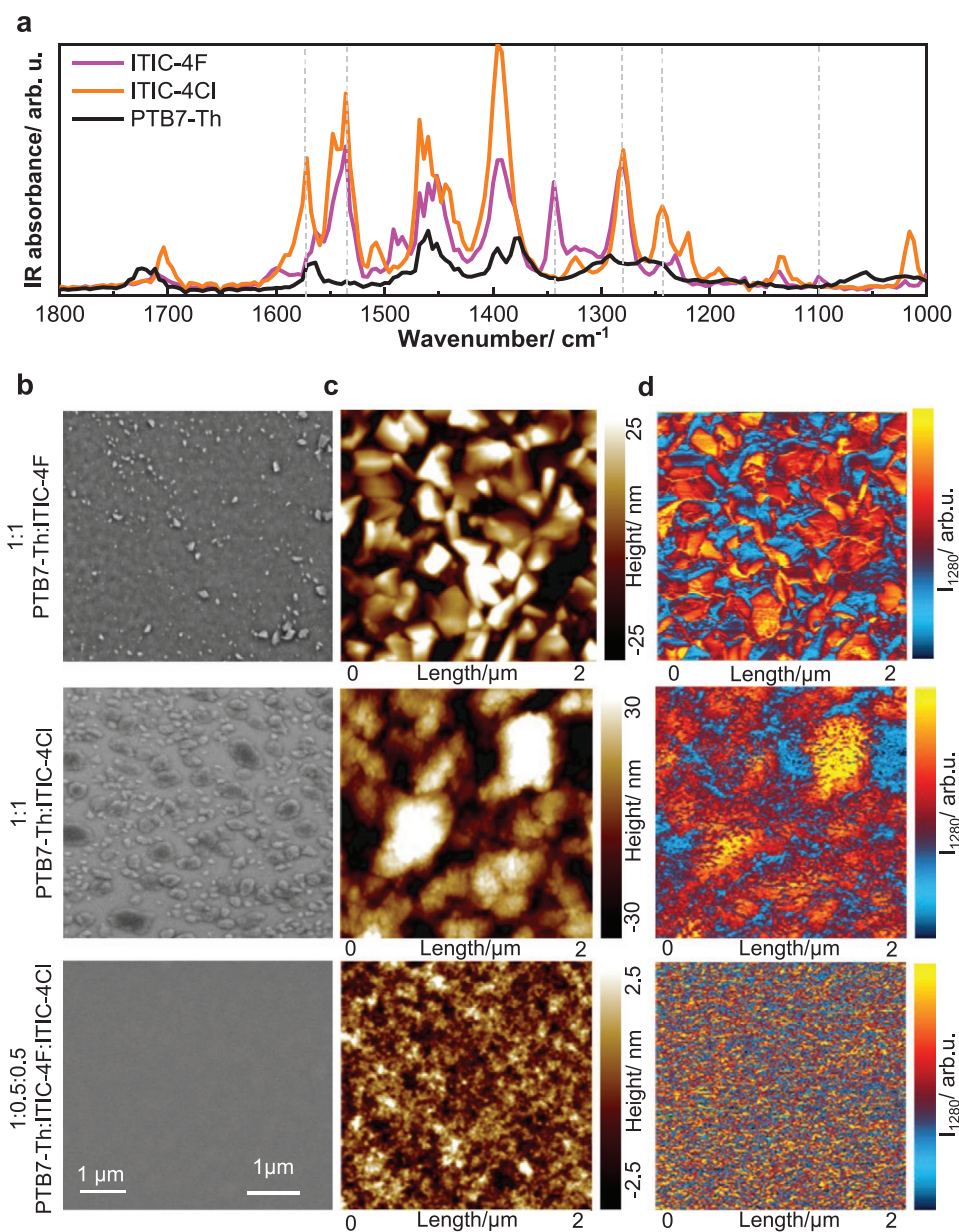 a
IR absorbance/ arb. u.
ITIC-4F
ITIC-4Cl
PTB7-Th
1800 1700 1600 1500 1400 1300 1200 1100 1000
Wavenumber/ cm⁻¹
b c d
1:1
PTB7-Th:ITIC-4F
25
Height/ nm
-25
I₁₂₈₀/ arb.u.
0 Length/µm 2
0 Length/µm 2
1:1
PTB7-Th:ITIC-4Cl
30
Height/ nm
-30
I₁₂₈₀/ arb.u.
0 Length/µm 2
0 Length/µm 2
1:0.5:0.5
PTB7-Th:ITIC-4F:ITIC-4Cl
1 µm
1µm
2.5
Height/ nm
-2.5
I₁₂₈₀/ arb.u.
0 Length/µm 2
0 Length/µm 2